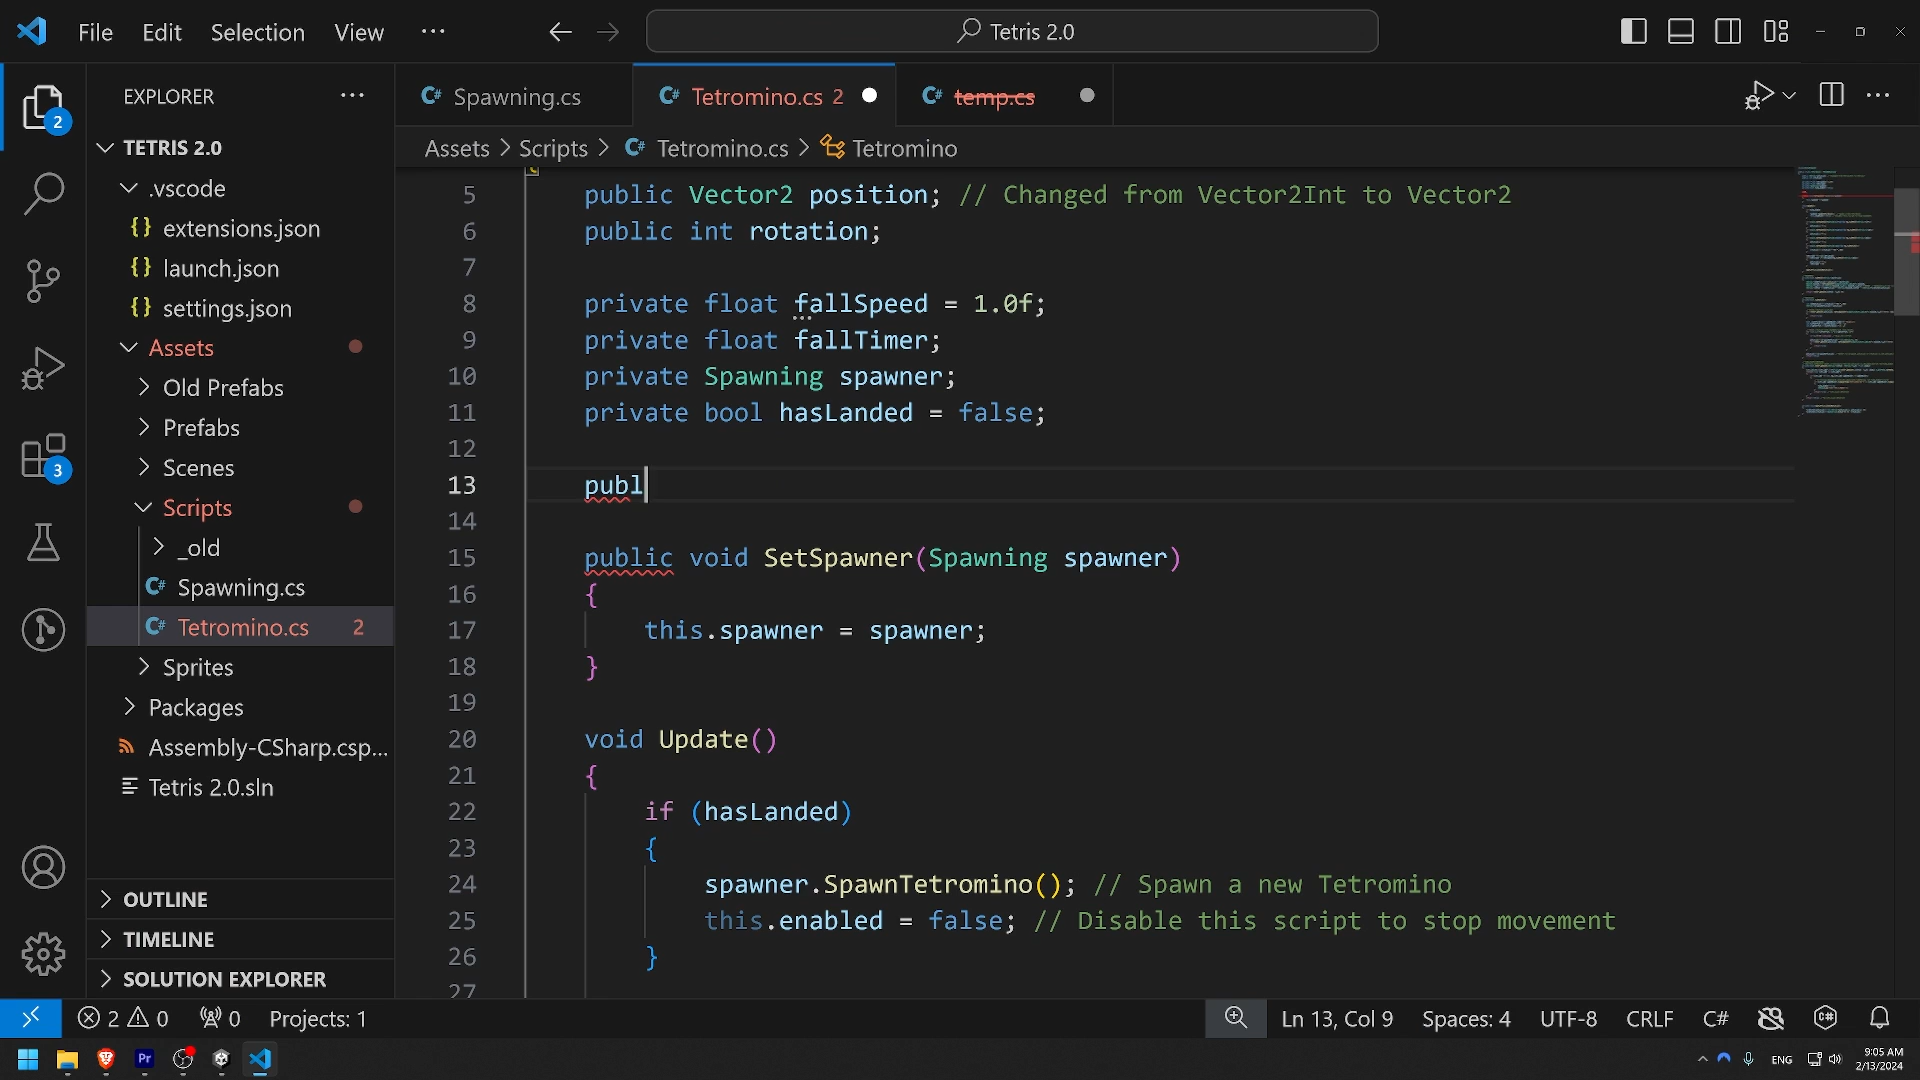 File Edit Selection View ··· Tetris 2.0
EXPLORER ···
Spawning.cs Tetromino.cs 2 temp.cs
Assets > Scripts > Tetromino.cs > Tetromino
TETRIS 2.0
.vscode
{} extensions.json
{} launch.json
{} settings.json
Assets
Old Prefabs
Prefabs
Scenes
Scripts
_old
C# Spawning.cs
C# Tetromino.cs 2
Sprites
Packages
Assembly-CSharp.csp...
Tetris 2.0.sln
OUTLINE
TIMELINE
SOLUTION EXPLORER
2
3
5 public Vector2 position; // Changed from Vector2Int to Vector2
6 public int rotation;
7
8 private float fallSpeed = 1.0f;
9 private float fallTimer;
10 private Spawning spawner;
11 private bool hasLanded = false;
12
13 publ
14
15 public void SetSpawner(Spawning spawner)
16 {
17 this.spawner = spawner;
18 }
19
20 void Update()
21 {
22 if (hasLanded)
23 {
24 spawner.SpawnTetromino(); // Spawn a new Tetromino
25 this.enabled = false; // Disable this script to stop movement
26 }
27
2 0 0 Projects: 1 Ln 13, Col 9 Spaces: 4 UTF-8 CRLF C#
Pr ENG 9:05 AM
2/13/2024